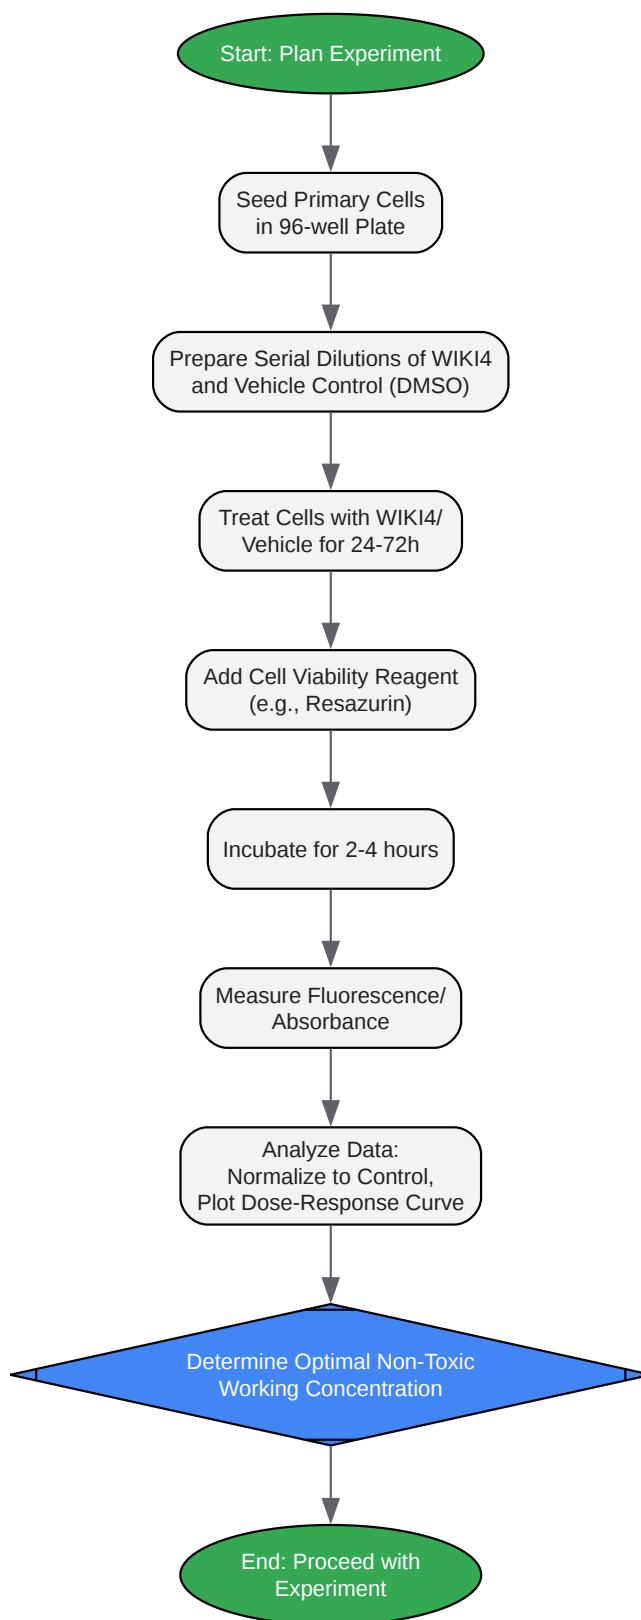 Start: Plan Experiment
Seed Primary Cells
in 96-well Plate
Prepare Serial Dilutions of WIKI4
and Vehicle Control (DMSO)
Treat Cells with WIKI4/
Vehicle for 24-72h
Add Cell Viability Reagent
(e.g., Resazurin)
Incubate for 2-4 hours
Measure Fluorescence/
Absorbance
Analyze Data:
Normalize to Control,
Plot Dose-Response Curve
Determine Optimal Non-Toxic
Working Concentration
End: Proceed with
Experiment